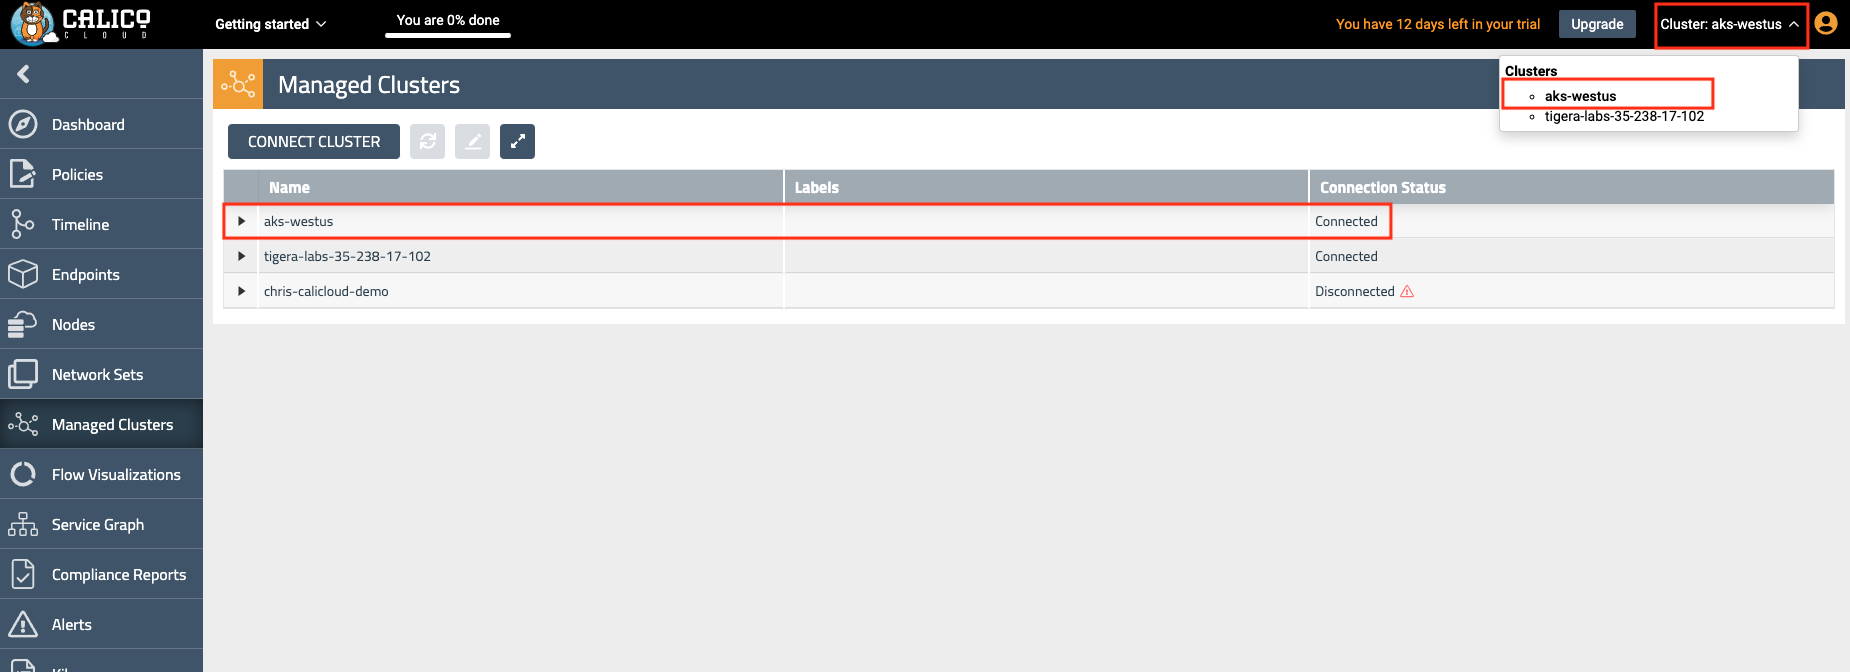 CALICO
CLOUD
Getting started
You are 0% done
You have 12 days left in your trial
Upgrade
Cluster: aks-westus
Clusters
aks-westus
tigera-labs-35-238-17-102
Dashboard
Policies
Timeline
Endpoints
Nodes
Network Sets
Managed Clusters
Flow Visualizations
Service Graph
Compliance Reports
Alerts
Managed Clusters
CONNECT CLUSTER
Name Labels Connection Status
aks-westus Connected
tigera-labs-35-238-17-102 Connected
chris-calicloud-demo Disconnected